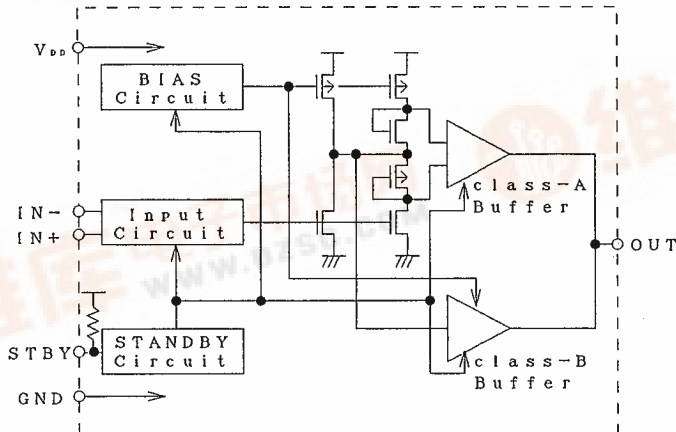 VDD
BIAS
Circuit
IN-
IN+
Input
Circuit
class-A
Buffer
OUT
STBY
STANDBY
Circuit
class-B
Buffer
GND